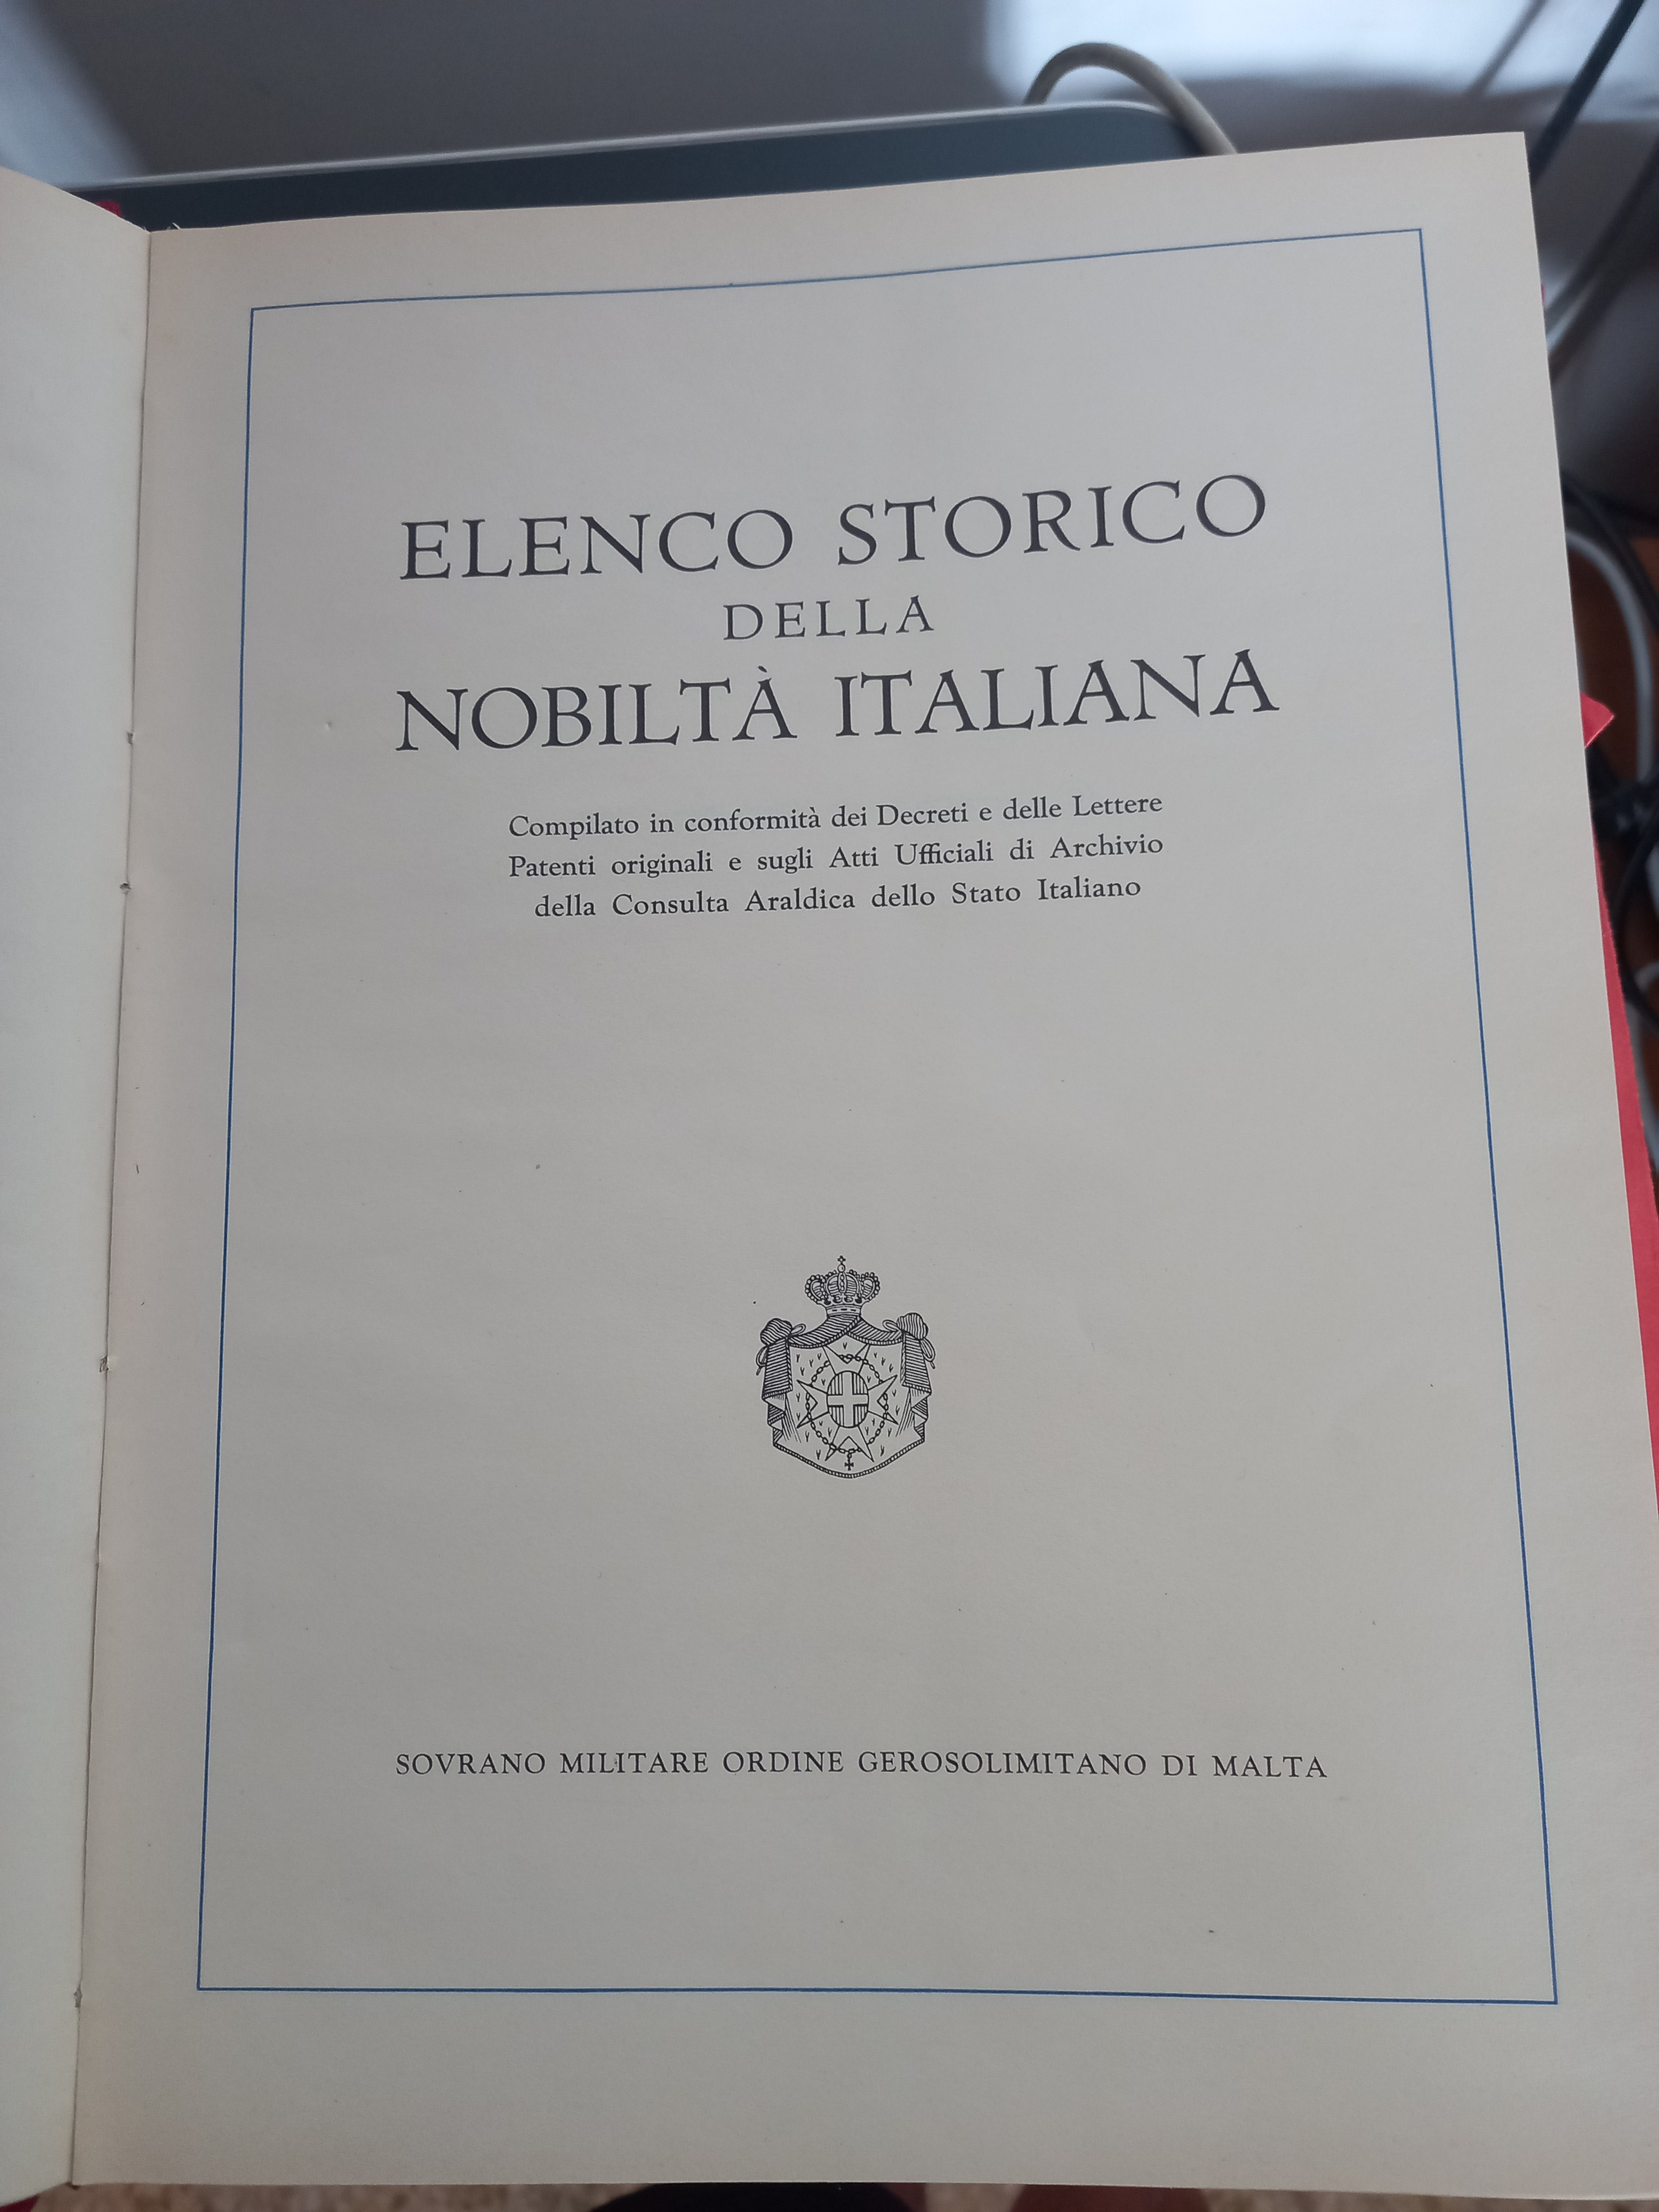 ELENCO STORICO
DELLA
NOBILTÀ ITALIANA
Compilato in conformità dei Decreti e delle Lettere
Patenti originali e sugli Atti Ufficiali di Archivio
della Consulta Araldica dello Stato Italiano
SOVRANO MILITARE ORDINE GEROSOLIMITANO DI MALTA